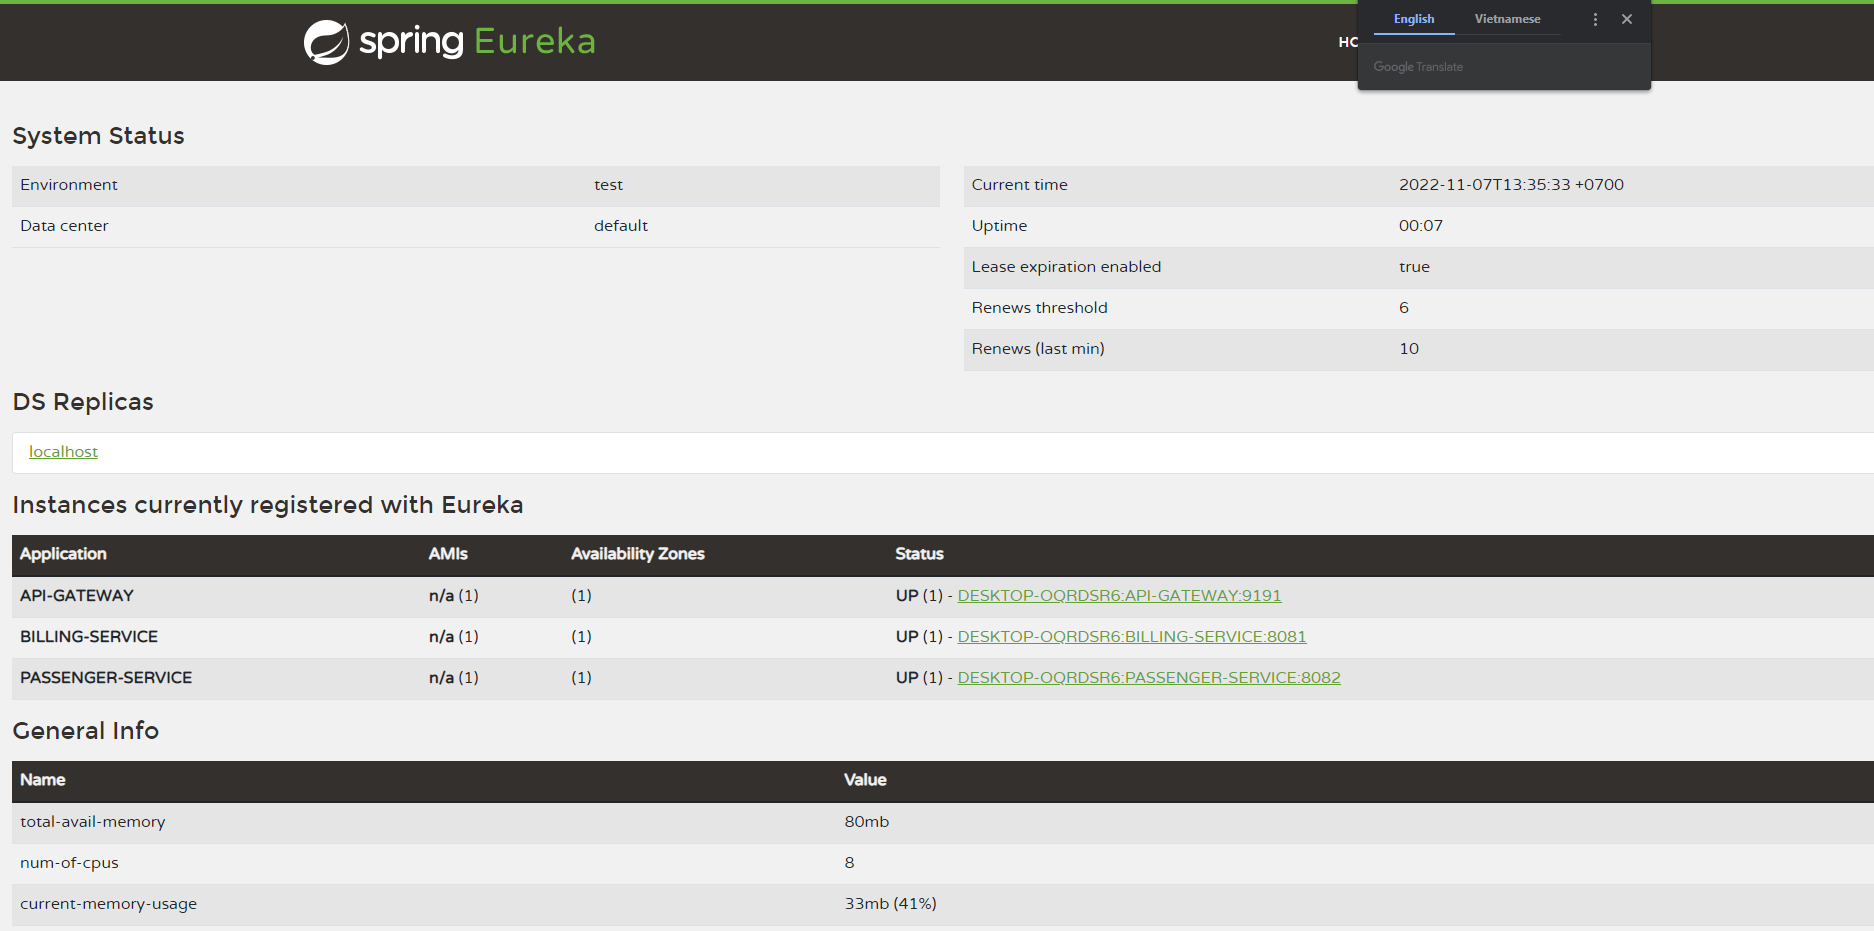 spring Eureka
HO
English Vietnamese
Google Translate
System Status
Environment test
Data center default
Current time 2022-11-07T13:35:33 +0700
Uptime 00:07
Lease expiration enabled true
Renews threshold 6
Renews (last min) 10
DS Replicas
localhost
Instances currently registered with Eureka
Application AMIs Availability Zones Status
API-GATEWAY n/a (1) (1) UP (1) - DESKTOP-OQRDSR6:API-GATEWAY:9191
BILLING-SERVICE n/a (1) (1) UP (1) - DESKTOP-OQRDSR6:BILLING-SERVICE:8081
PASSENGER-SERVICE n/a (1) (1) UP (1) - DESKTOP-OQRDSR6:PASSENGER-SERVICE:8082
General Info
Name Value
total-avail-memory 80mb
num-of-cpus 8
current-memory-usage 33mb (41%)